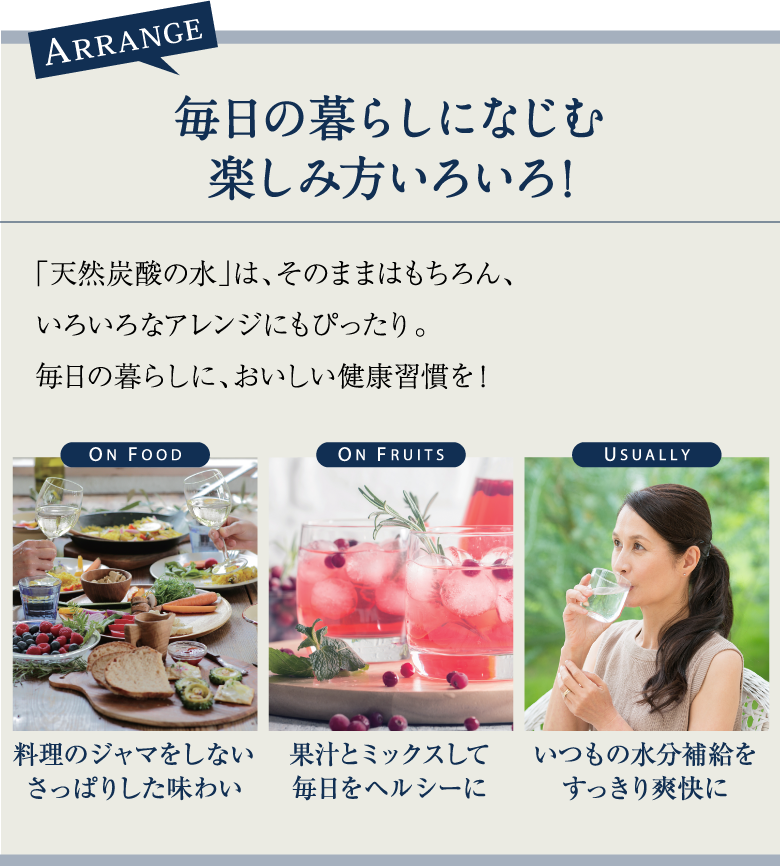 ARRANGE
毎日の暮らしになじむ
楽しみ方いろいろ！
「天然炭酸の水」は、そのままはもちろん、
いろいろなアレンジにもぴったり。
毎日の暮らしに、おいしい健康習慣を！
ON FOOD
ON FRUITS
USUALLY
料理のジャマをしない
さっぱりした味わい
果汁とミックスして
毎日をヘルシーに
いつもの水分補給を
すっきり爽快に